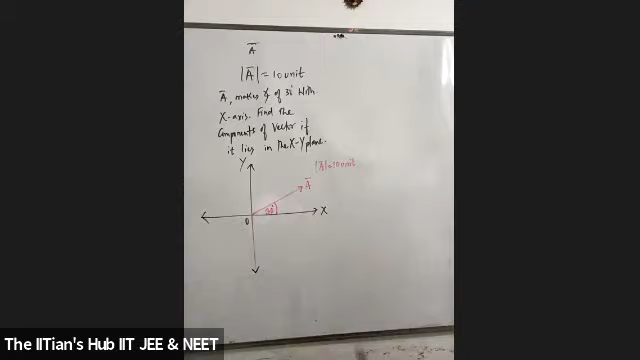 A̅
|A̅| = 10 unit
A̅, makes ∠ of 30° With
X-axis. Find the
Components of Vector if
it lies in the X-Y plane.
Y
|A̅| = 10 unit
A̅
30°
X
O
The IITian's Hub IIT JEE & NEET